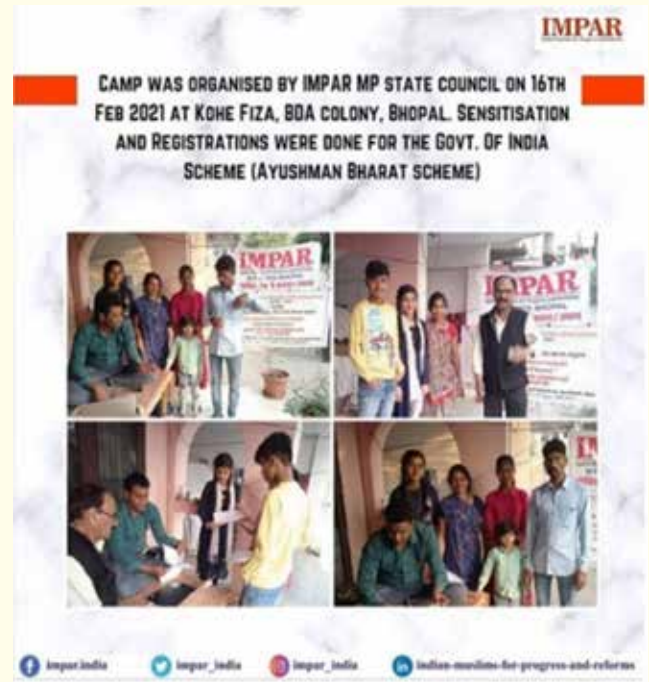 IMPAR
CAMP WAS ORGANISED BY IMPAR MP STATE COUNCIL ON 16TH
FEB 2021 AT KOHE FIZA, BDA COLONY, BHOPAL. SENSITISATION
AND REGISTRATIONS WERE DONE FOR THE GOVT. OF INDIA
SCHEME (AYUSHMAN BHARAT SCHEME)
IMPAR
IMPAR
impar.india
impar_india
impar_india
indian-muslims-for-progress-and-reforms